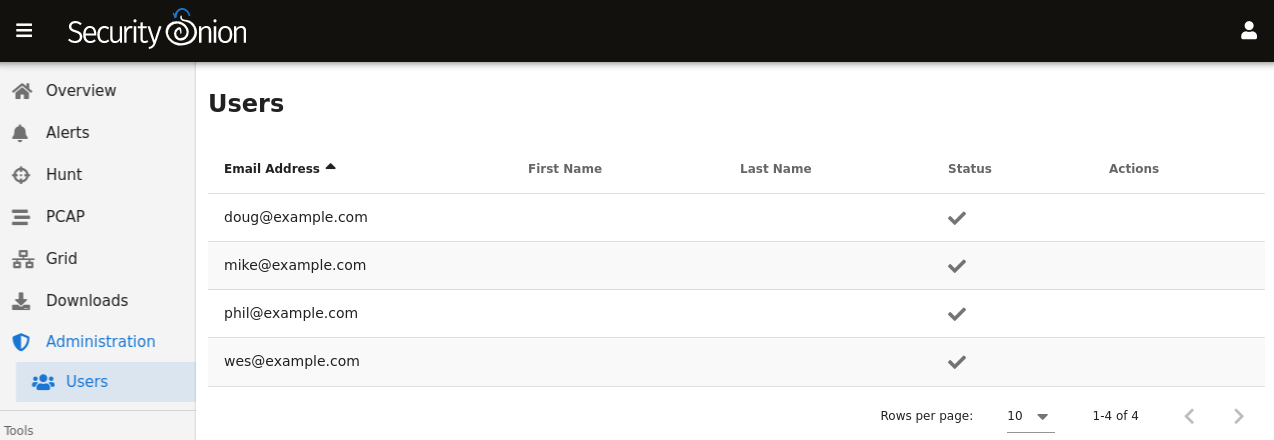 Security Onion
Overview
Alerts
Hunt
PCAP
Grid
Downloads
Administration
Users
Tools
Users
Email Address First Name Last Name Status Actions
doug@example.com
mike@example.com
phil@example.com
wes@example.com
Rows per page: 10 1-4 of 4